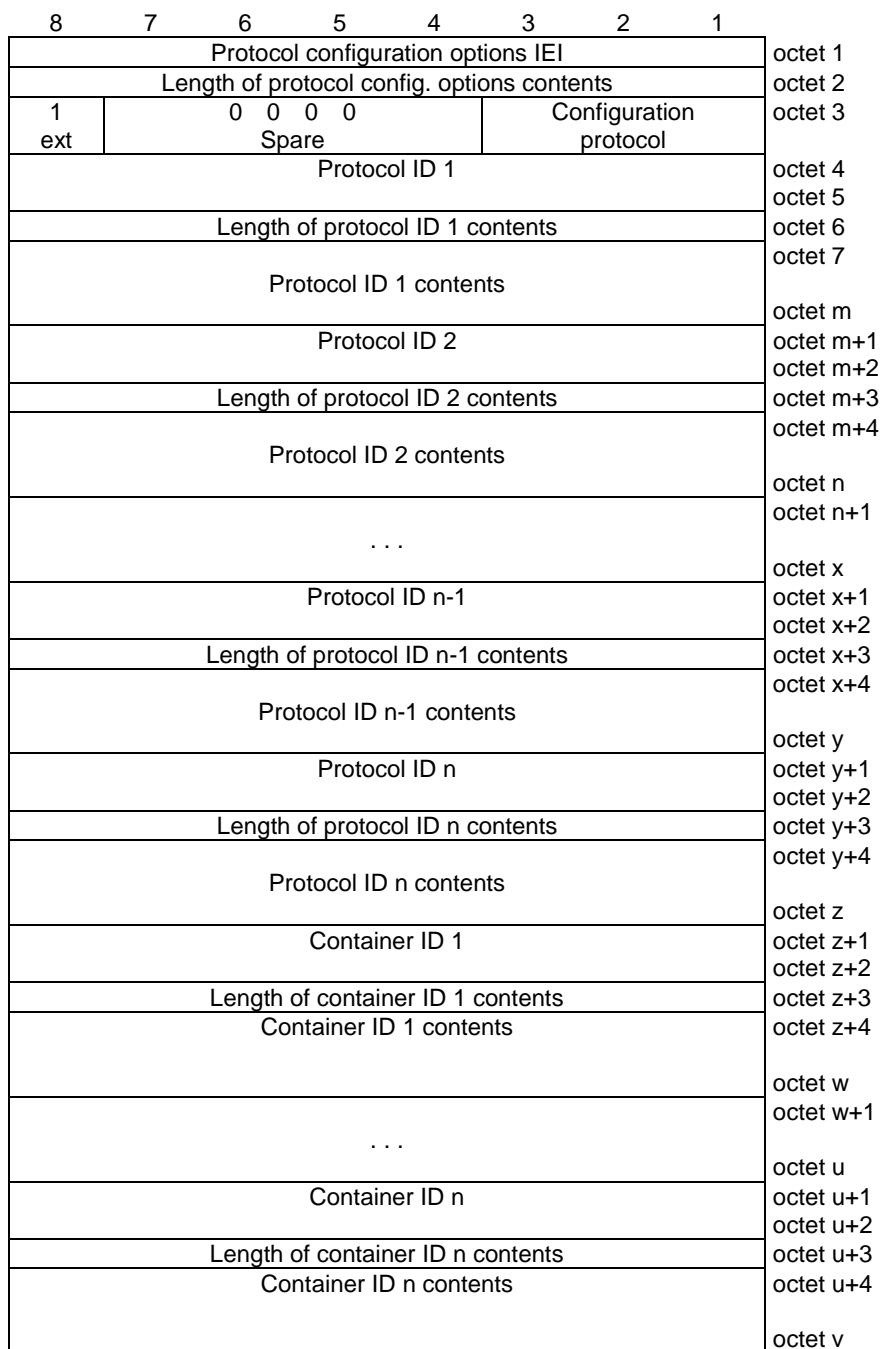 8 7 6 5 4 3 2 1
Protocol configuration options IEI octet 1
Length of protocol config. options contents octet 2
1 0 0 0 0 Configuration octet 3
ext Spare protocol
Protocol ID 1 octet 4
octet 5
Length of protocol ID 1 contents octet 6
octet 7
Protocol ID 1 contents
octet m
Protocol ID 2 octet m+1
octet m+2
Length of protocol ID 2 contents octet m+3
octet m+4
Protocol ID 2 contents
octet n
octet n+1
. . .
octet x
Protocol ID n-1 octet x+1
octet x+2
Length of protocol ID n-1 contents octet x+3
octet x+4
Protocol ID n-1 contents
octet y
Protocol ID n octet y+1
octet y+2
Length of protocol ID n contents octet y+3
octet y+4
Protocol ID n contents
octet z
Container ID 1 octet z+1
octet z+2
Length of container ID 1 contents octet z+3
Container ID 1 contents octet z+4
octet w
octet w+1
. . .
octet u
Container ID n octet u+1
octet u+2
Length of container ID n contents octet u+3
Container ID n contents octet u+4
octet v